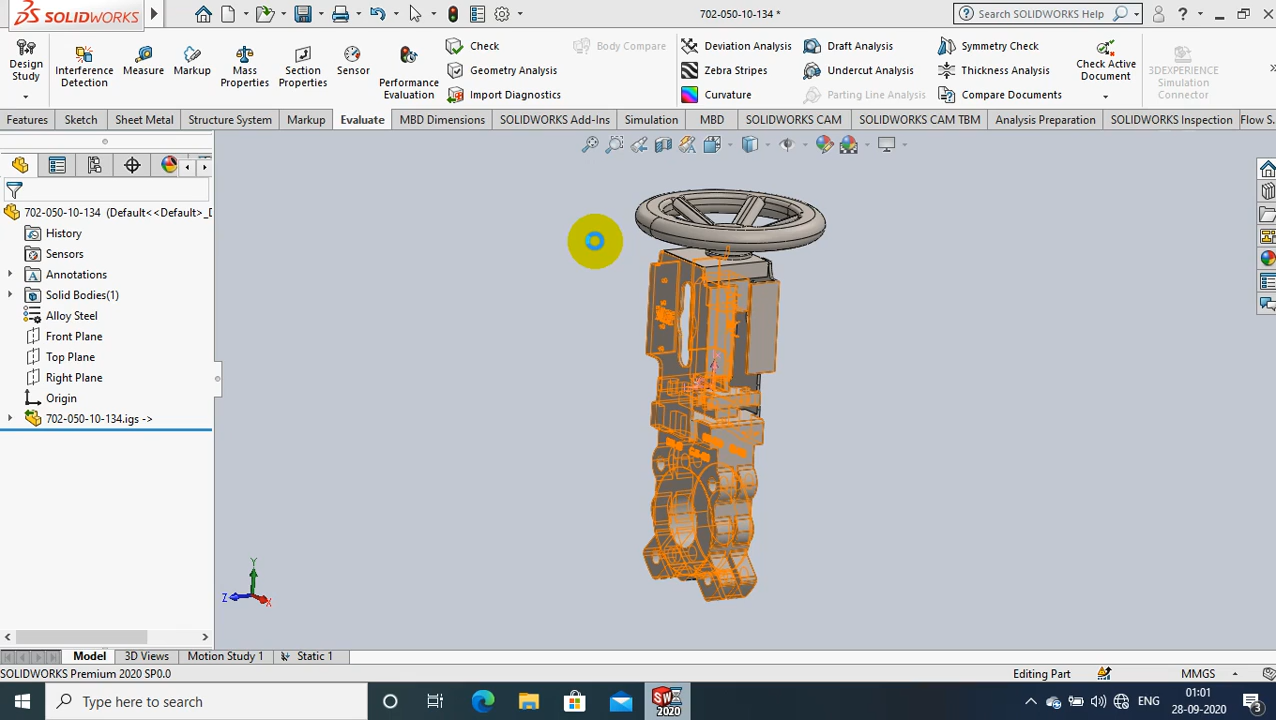 SOLIDWORKS
702-050-10-134 *
Search SOLIDWORKS Help
Design Study
Interference Detection
Measure
Markup
Mass Properties
Section Properties
Sensor
Performance Evaluation
Check
Geometry Analysis
Import Diagnostics
Body Compare
Deviation Analysis
Zebra Stripes
Curvature
Draft Analysis
Undercut Analysis
Parting Line Analysis
Symmetry Check
Thickness Analysis
Compare Documents
Check Active Document
3DEXPERIENCE Simulation Connector
Features
Sketch
Sheet Metal
Structure System
Markup
Evaluate
MBD Dimensions
SOLIDWORKS Add-Ins
Simulation
MBD
SOLIDWORKS CAM
SOLIDWORKS CAM TBM
Analysis Preparation
SOLIDWORKS Inspection
Flow S..
702-050-10-134 (Default<<Default>_D
History
Sensors
Annotations
Solid Bodies(1)
Alloy Steel
Front Plane
Top Plane
Right Plane
Origin
702-050-10-134.igs ->
Y
Z
X
Model
3D Views
Motion Study 1
Static 1
SOLIDWORKS Premium 2020 SP0.0
Editing Part
MMGS
Type here to search
SW
2020
ENG
01:01
28-09-2020
3